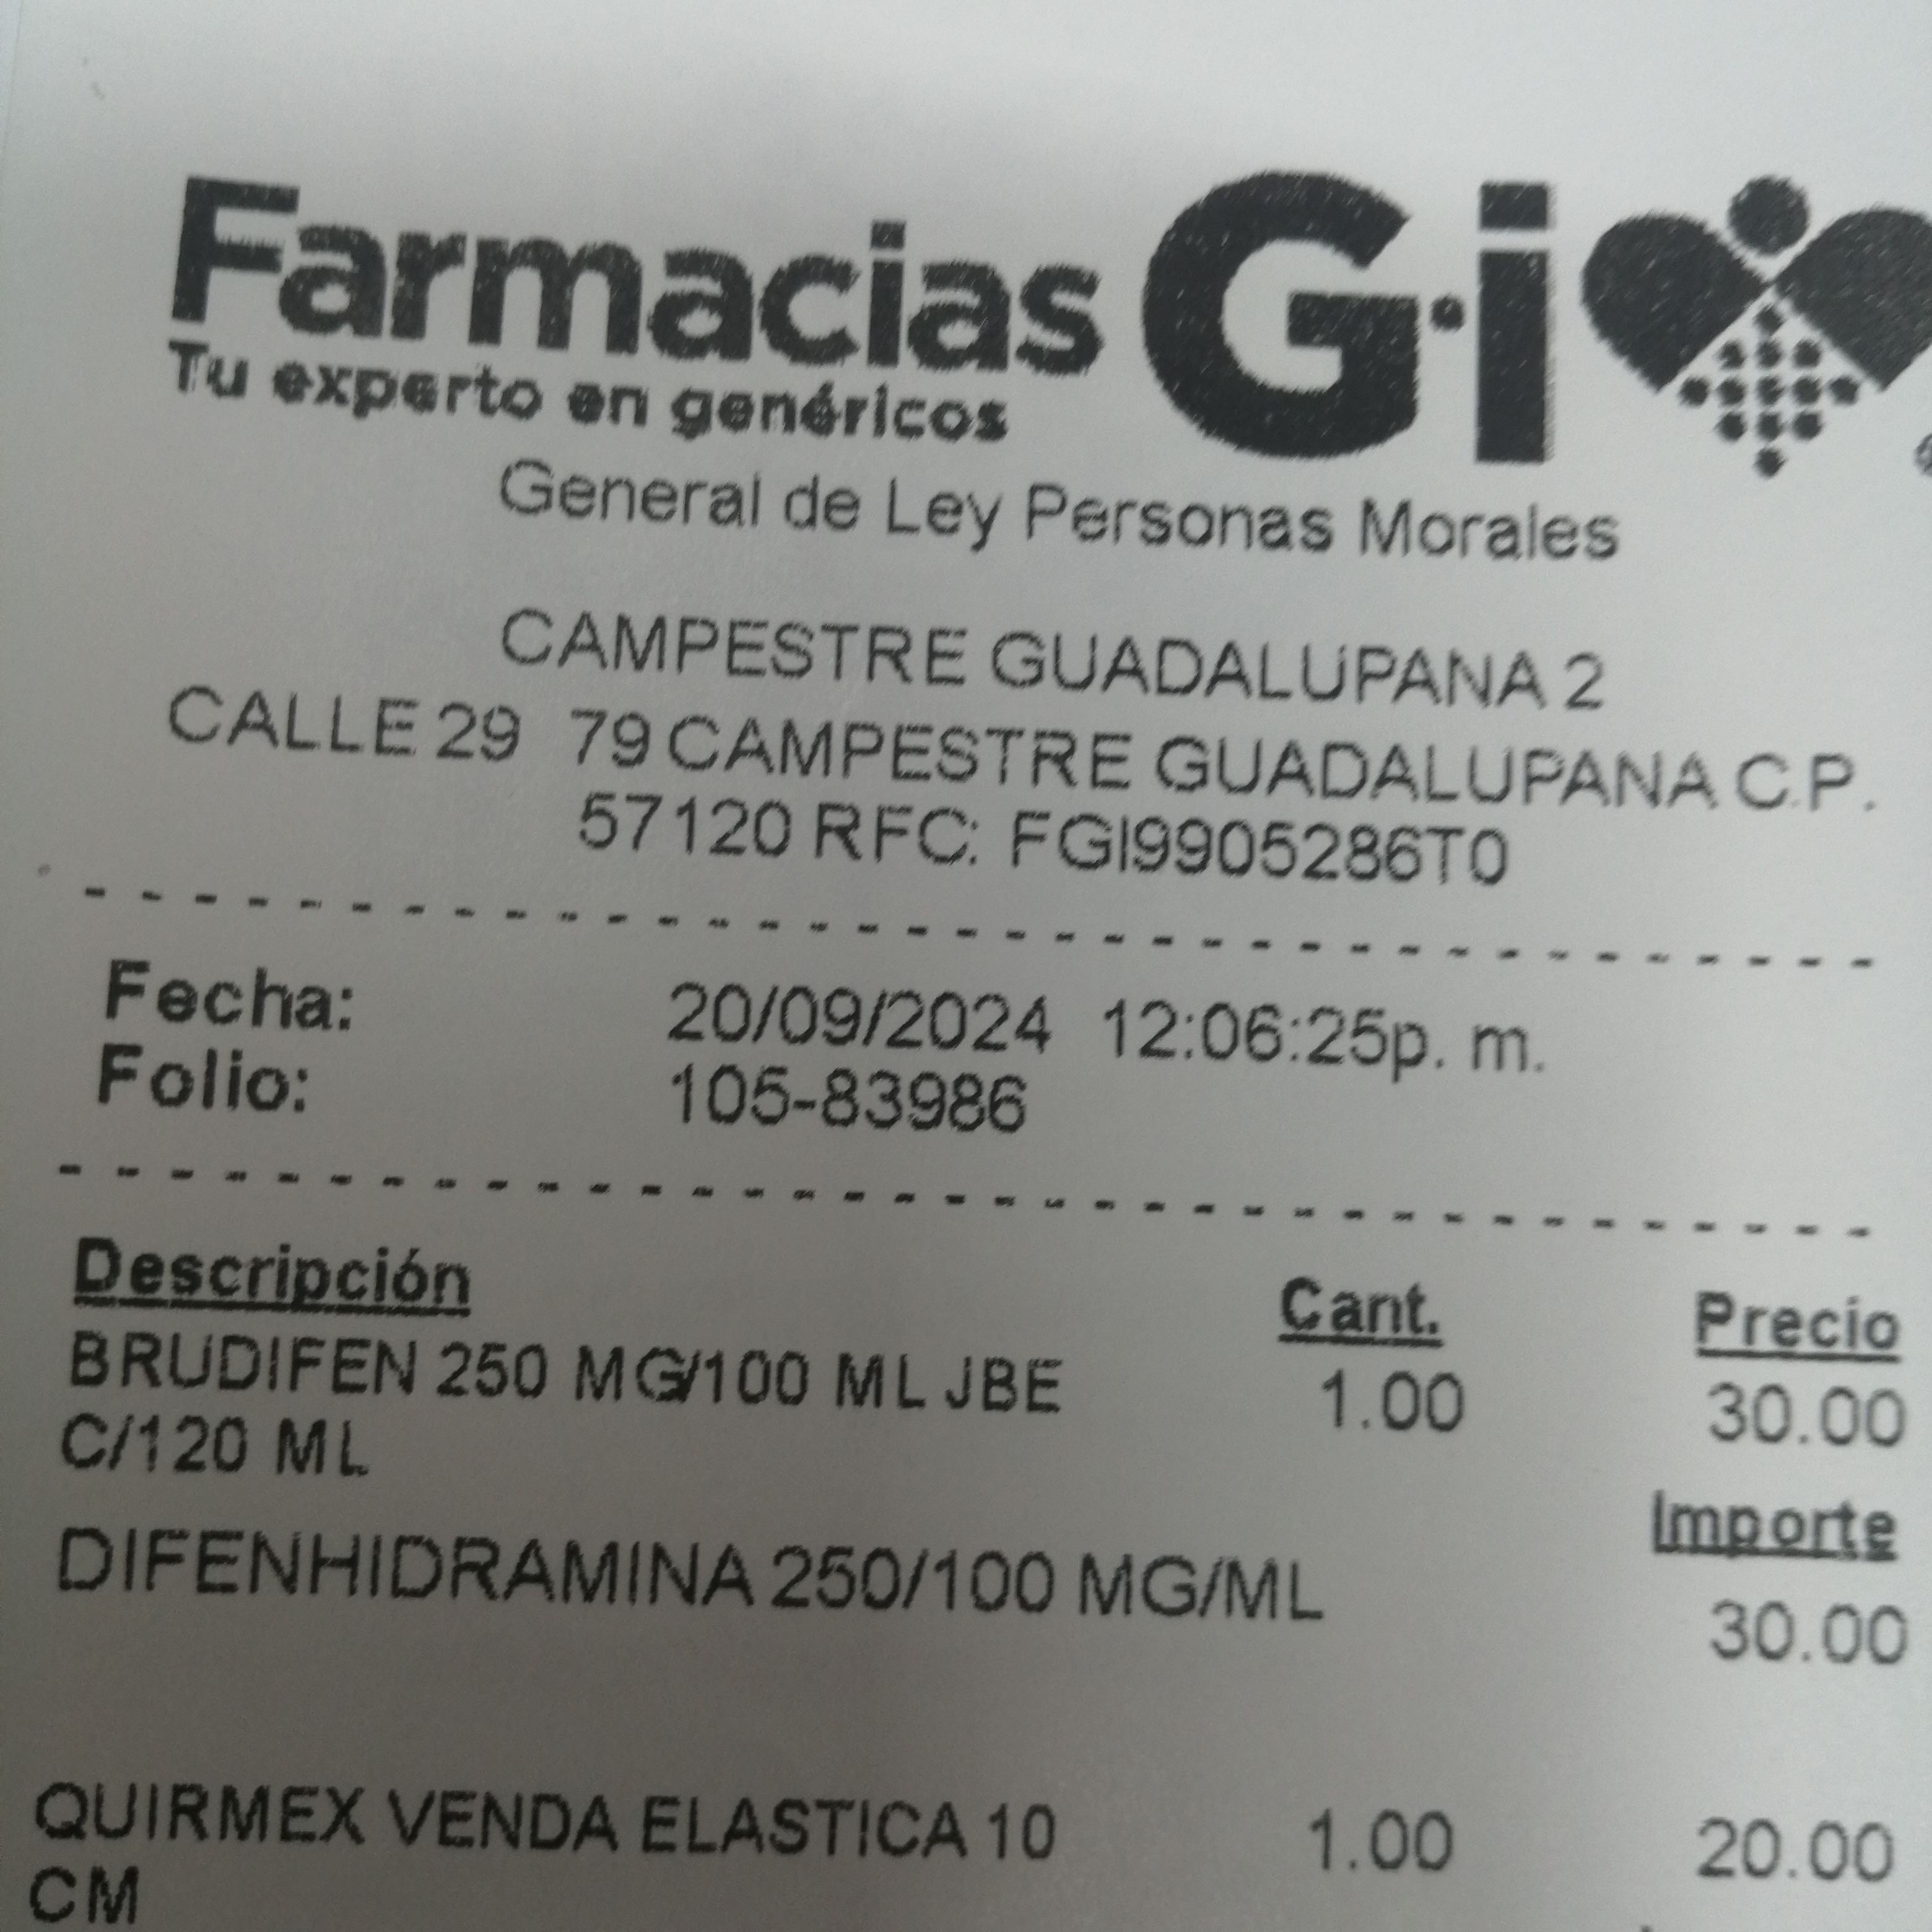 Farmacias G·i
Tu experto en genéricos
General de Ley Personas Morales
CAMPESTRE GUADALUPANA 2
CALLE 29 79 CAMPESTRE GUADALUPANA C.P.
57120 RFC: FGI9905286T0
Fecha: 20/09/2024 12:06:25p. m.
Folio: 105-83986
Descripción Cant. Precio
BRUDIFEN 250 MG/100 ML JBE 1.00 30.00
C/120 ML
Importe
DIFENHIDRAMINA 250/100 MG/ML
30.00
QUIRMEX VENDA ELASTICA 10 1.00 20.00
CM